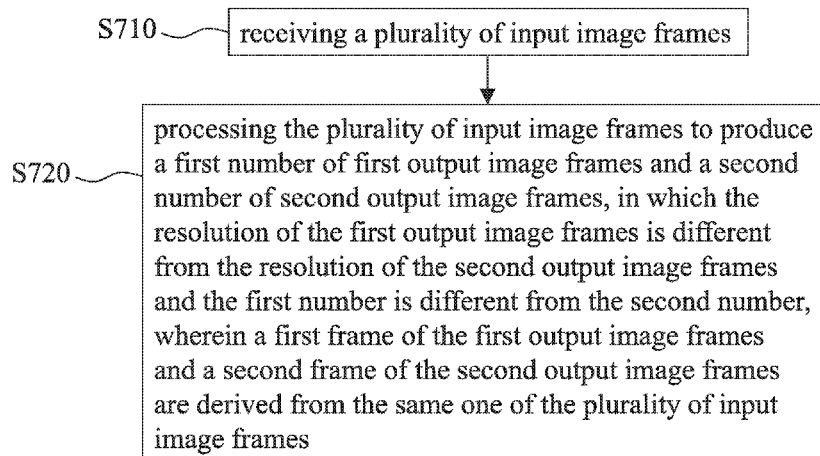 S710
receiving a plurality of input image frames
S720
processing the plurality of input image frames to produce
a first number of first output image frames and a second
number of second output image frames, in which the
resolution of the first output image frames is different
from the resolution of the second output image frames
and the first number is different from the second number,
wherein a first frame of the first output image frames
and a second frame of the second output image frames
are derived from the same one of the plurality of input
image frames